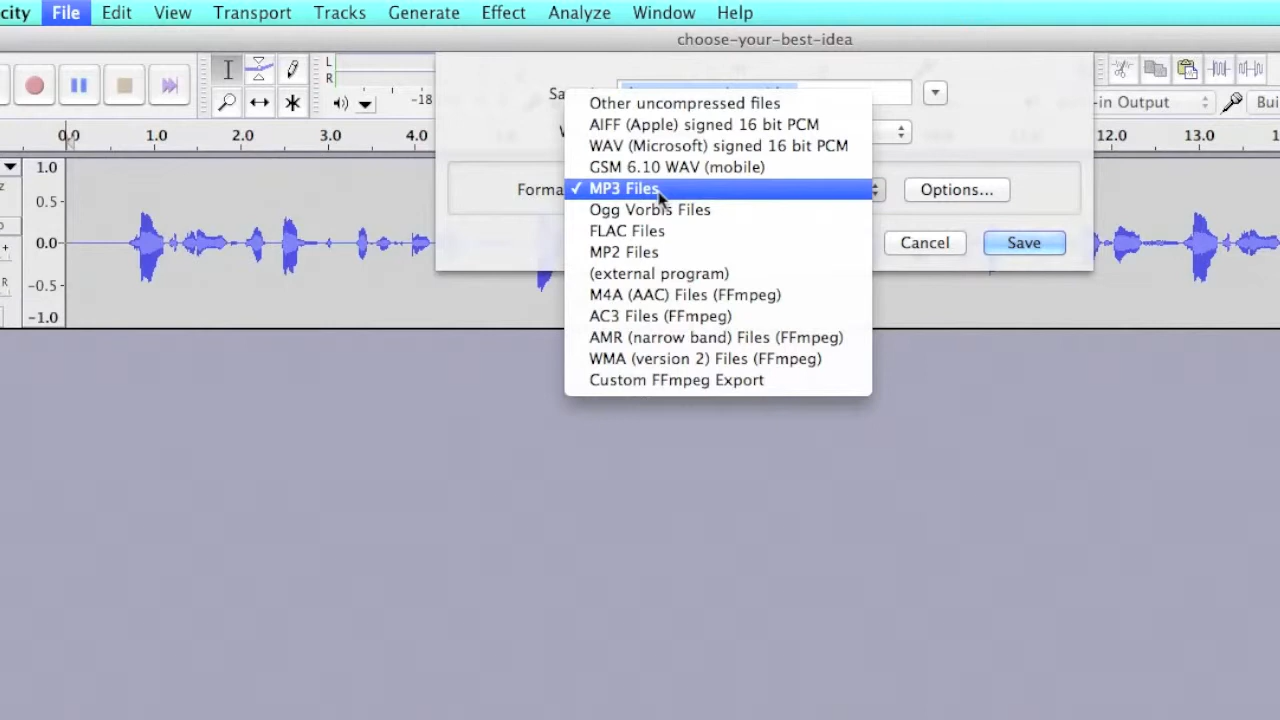 city File Edit View Transport Tracks Generate Effect Analyze Window Help
choose-your-best-idea
L
R
-18
-in Output
Bui
0.0 1.0 2.0 3.0 4.0 12.0 13.0
1.0
0.5
0.0
-0.5
-1.0
Sa
Forma
Options...
Cancel
Save
Other uncompressed files
AIFF (Apple) signed 16 bit PCM
WAV (Microsoft) signed 16 bit PCM
GSM 6.10 WAV (mobile)
✓ MP3 Files
Ogg Vorbis Files
FLAC Files
MP2 Files
(external program)
M4A (AAC) Files (FFmpeg)
AC3 Files (FFmpeg)
AMR (narrow band) Files (FFmpeg)
WMA (version 2) Files (FFmpeg)
Custom FFmpeg Export